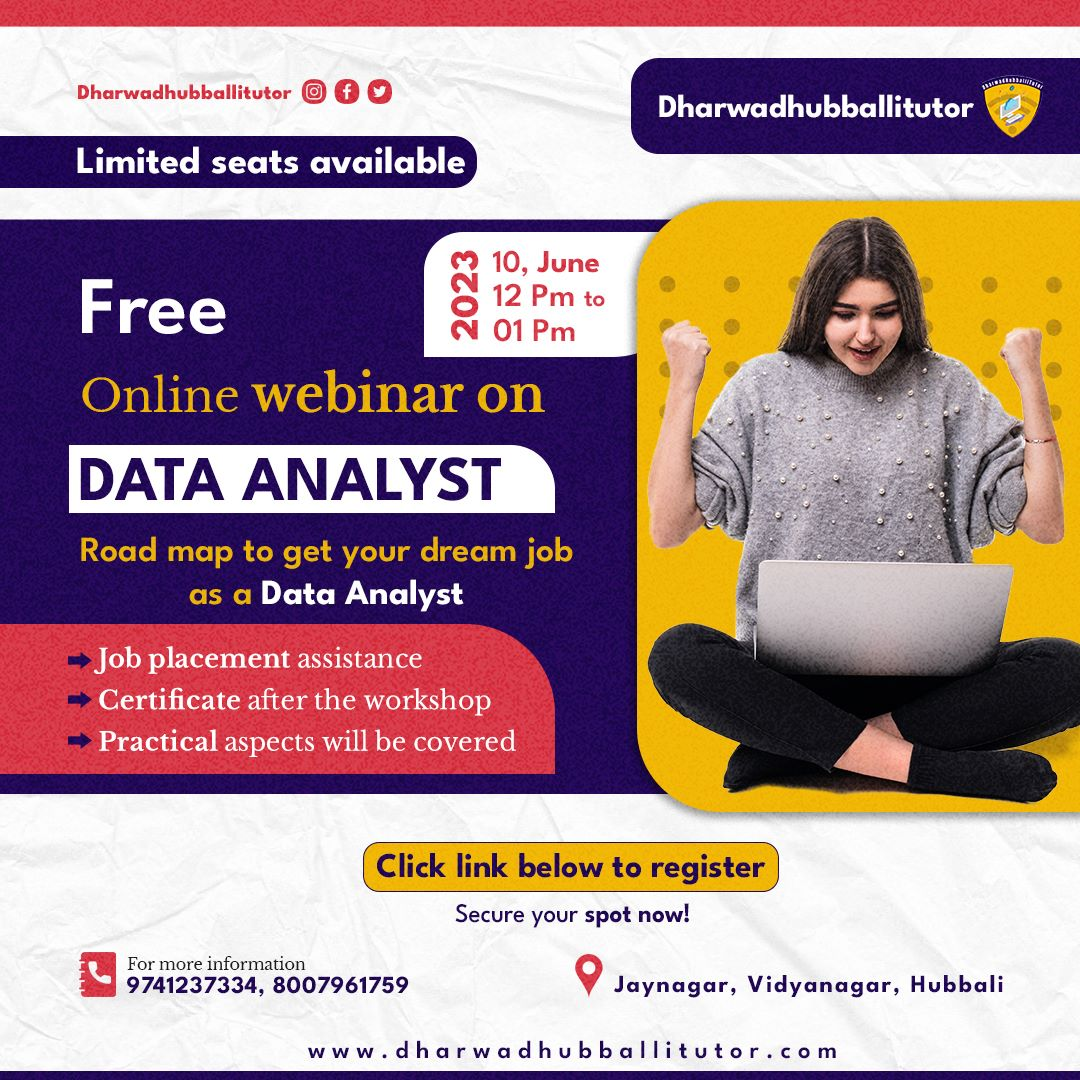 Dharwadhubballitutor
Dharwadhubballitutor
Dharwadhubballitutor
Limited seats available
2023
10, June
12 Pm to
01 Pm
Free
Online webinar on
DATA ANALYST
Road map to get your dream job
as a Data Analyst
Job placement assistance
Certificate after the workshop
Practical aspects will be covered
Click link below to register
Secure your spot now!
For more information
9741237334, 8007961759
Jaynagar, Vidyanagar, Hubbali
www.dharwadhubballitutor.com